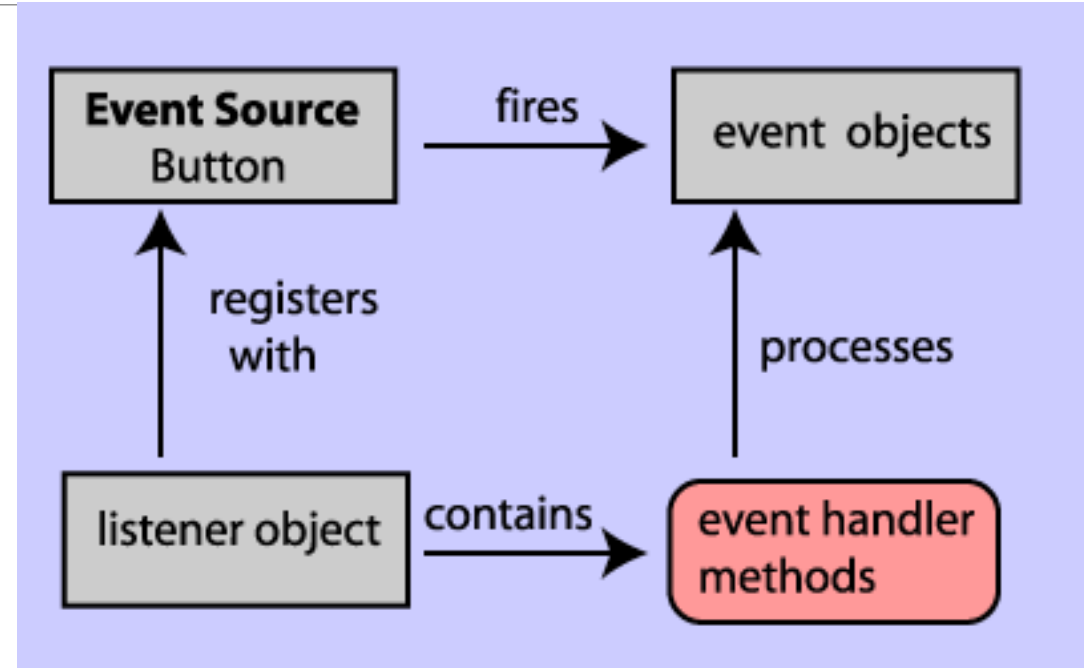 Event Source
Button
fires
event objects
registers
with
processes
listener object
contains
event handler
methods